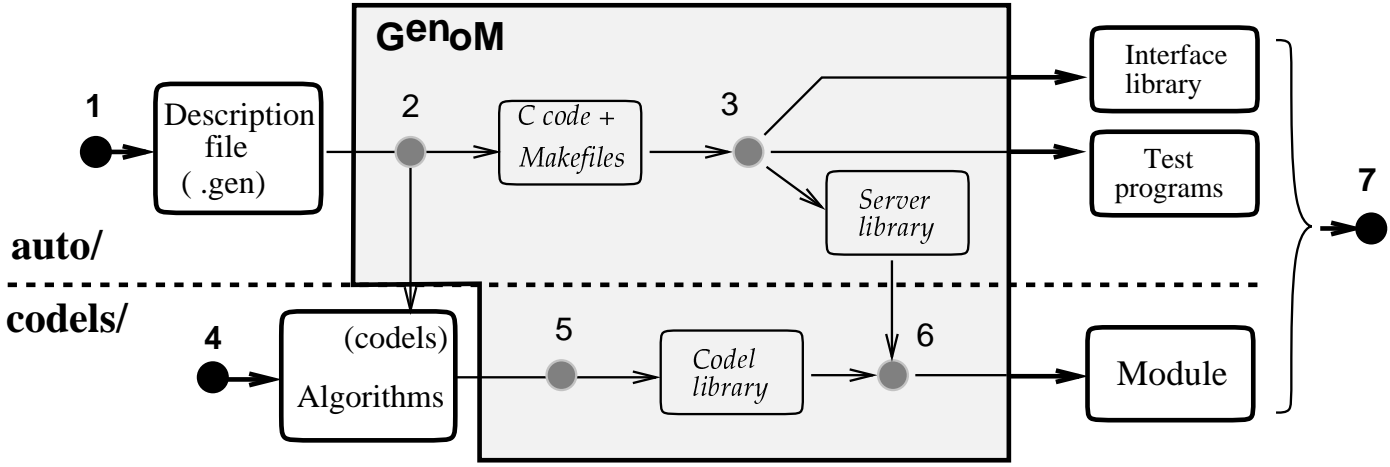 GenoM
1
Description
file
( .gen)
2
C code +
Makefiles
3
Interface
library
Test
programs
Server
library
7
auto/
codels/
4
(codels)
Algorithms
5
Codel
library
6
Module